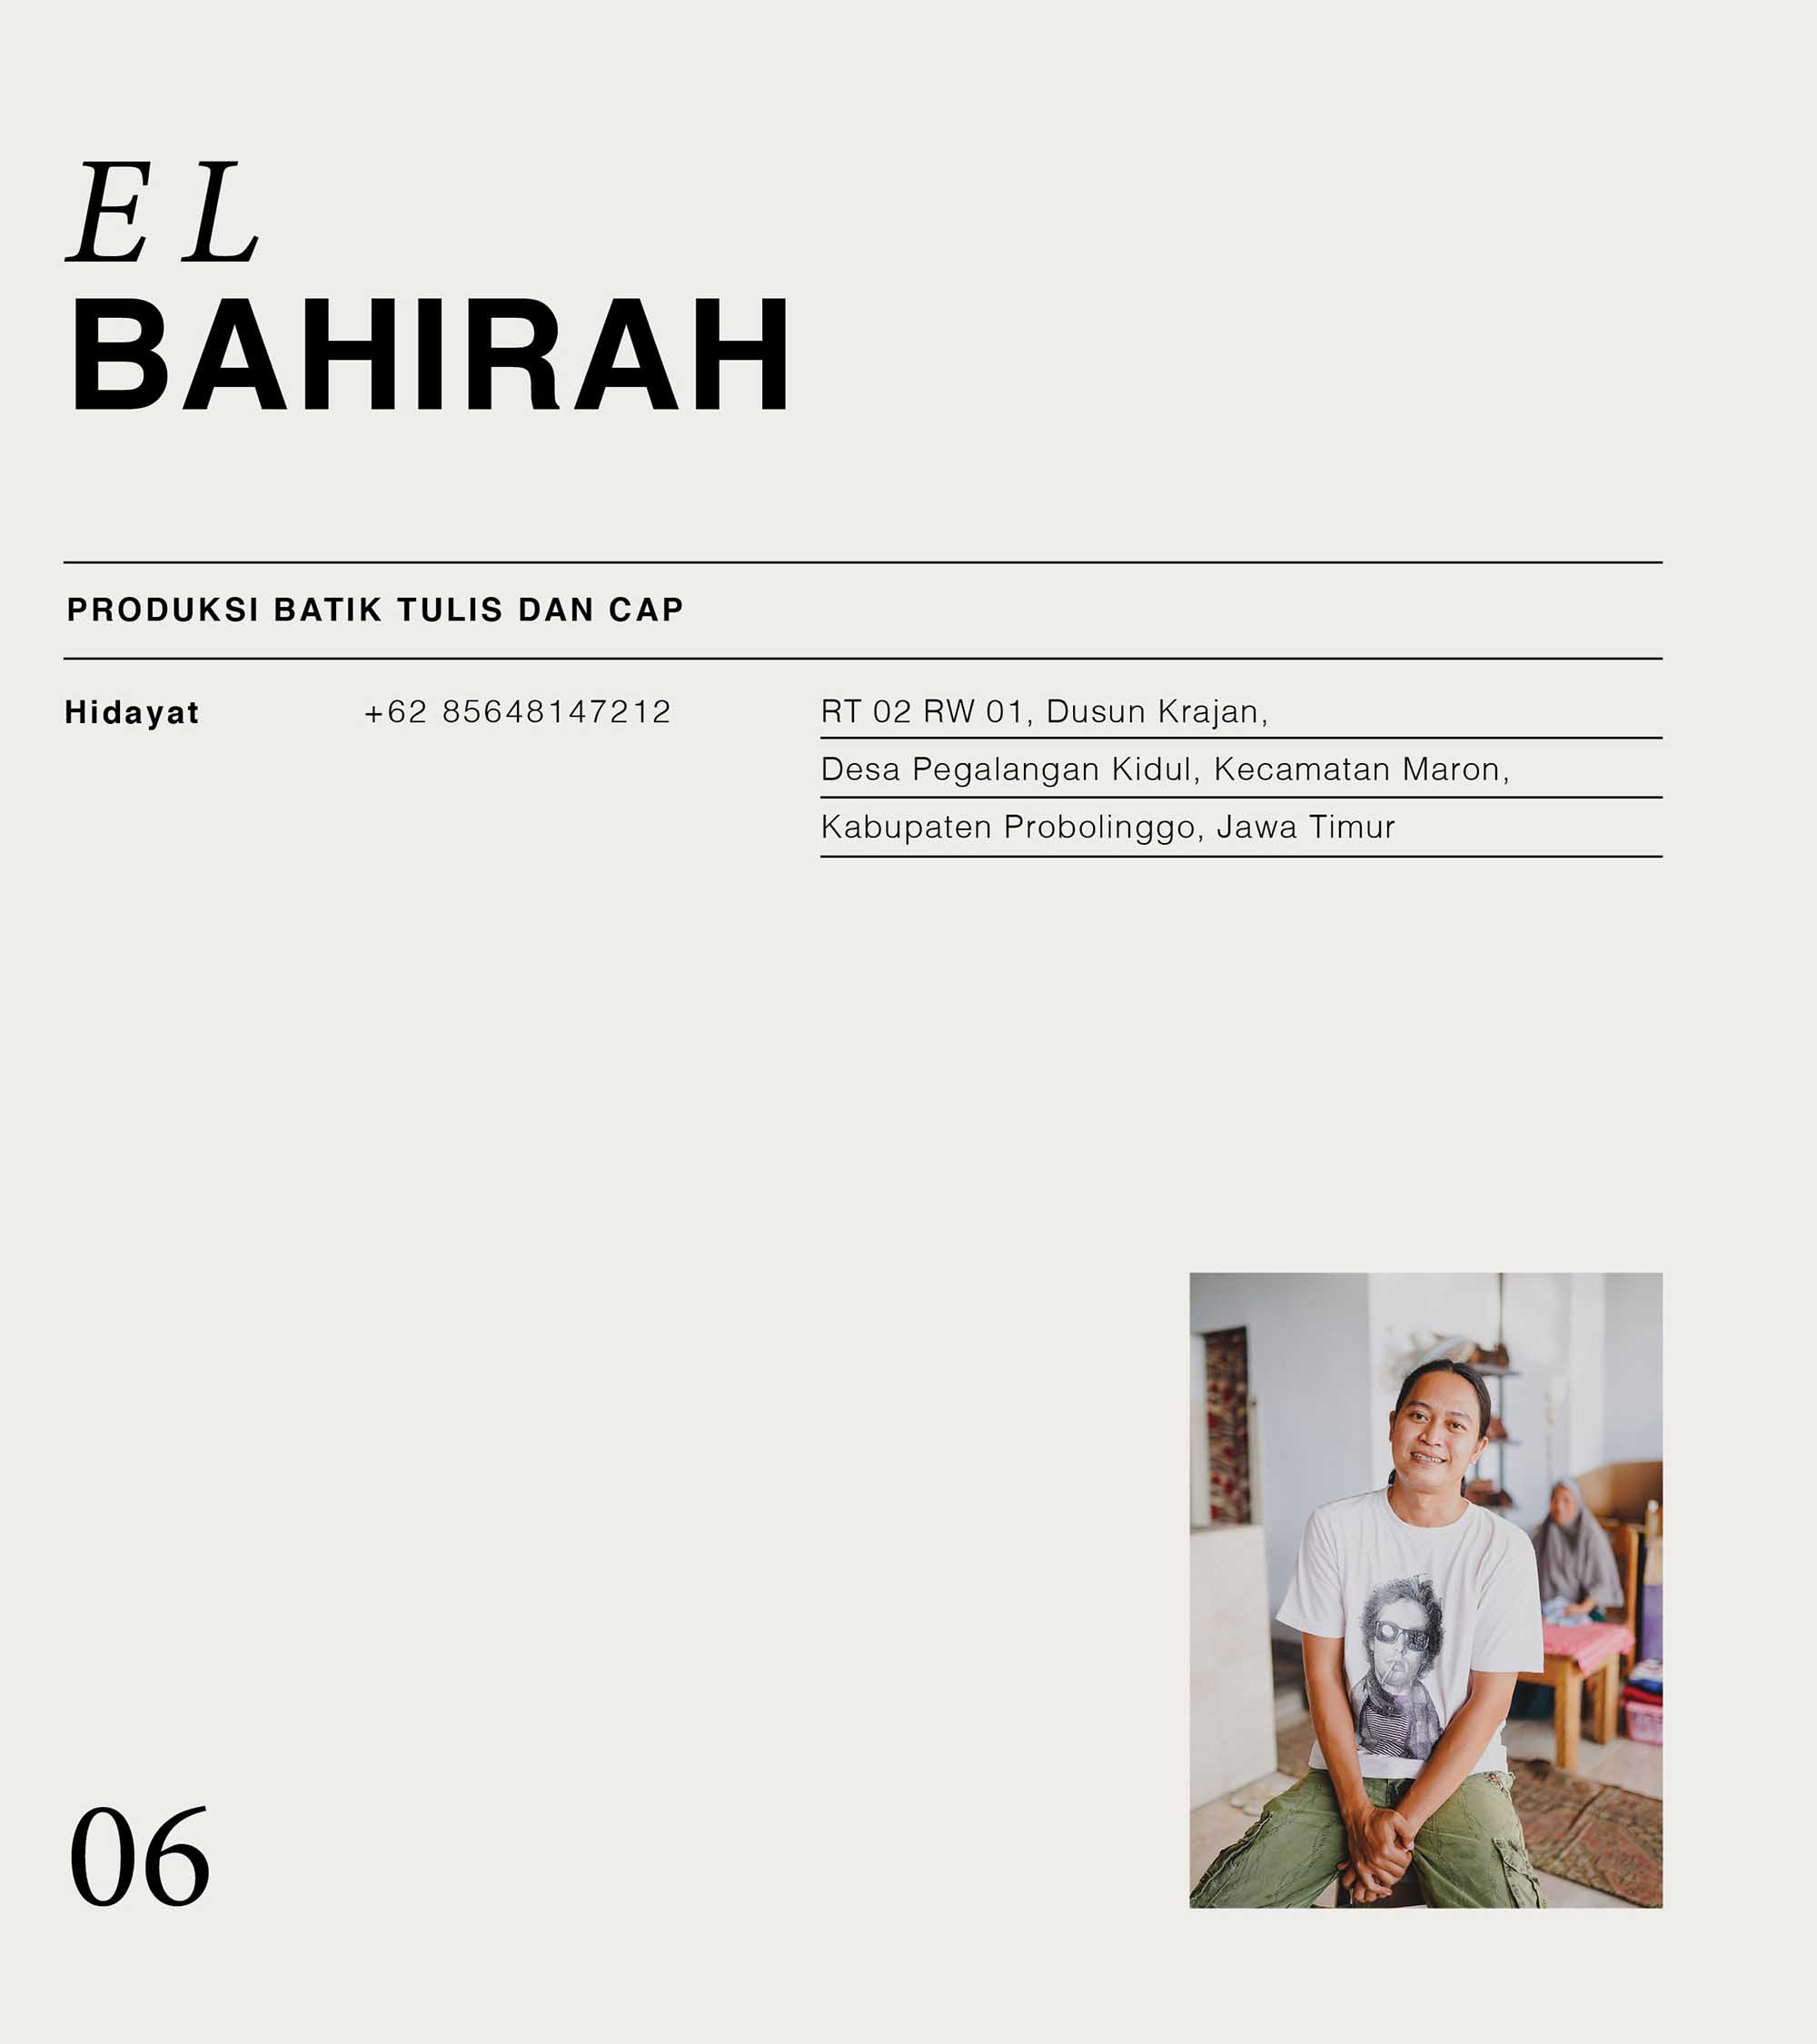 EL
BAHIRAH
PRODUKSI BATIK TULIS DAN CAP
Hidayat +62 85648147212 RT 02 RW 01, Dusun Krajan,
Desa Pegalangan Kidul, Kecamatan Maron,
Kabupaten Probolinggo, Jawa Timur
06